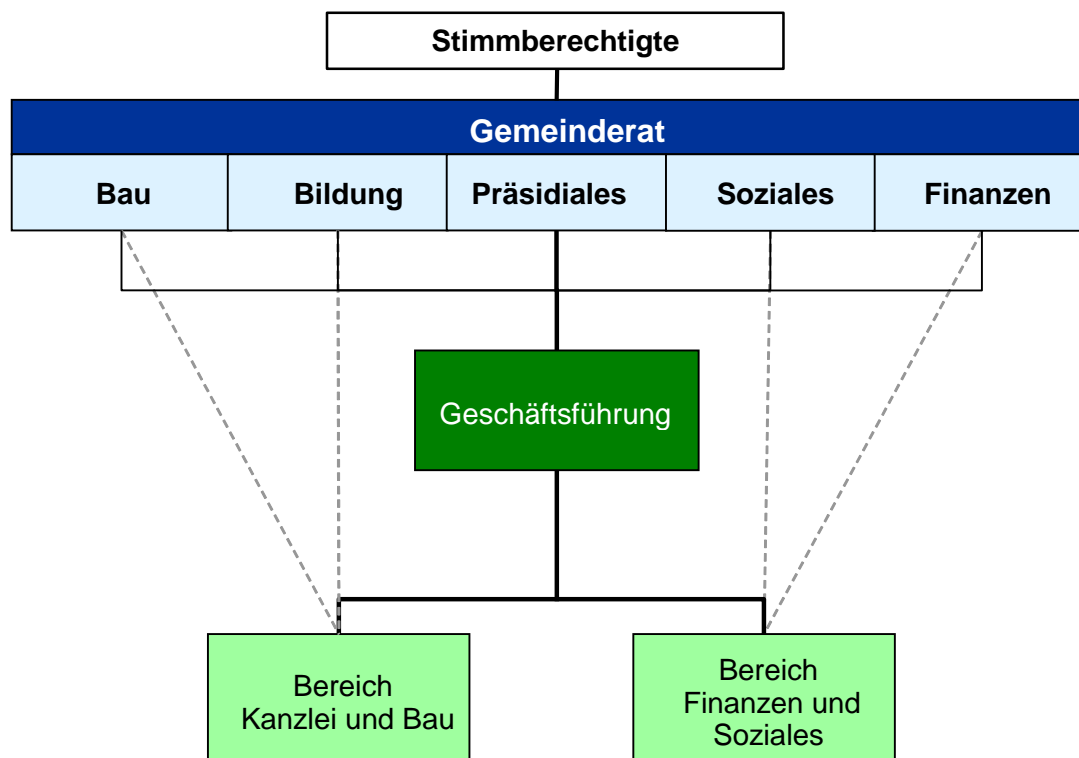 Stimmberechtigte
Gemeinderat
Bau Bildung Präsidiales Soziales Finanzen
Geschäftsführung
Bereich
Kanzlei und Bau
Bereich
Finanzen und
Soziales